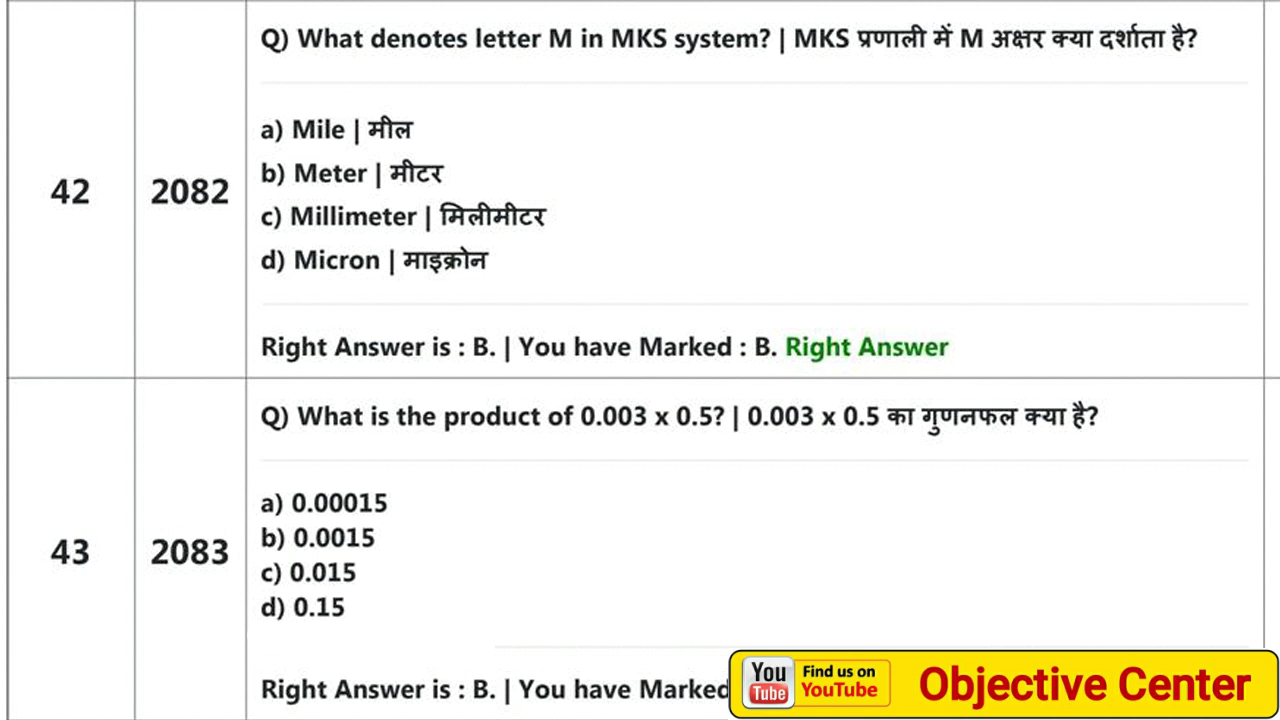 Q) What denotes letter M in MKS system? | MKS प्रणाली में M अक्षर क्या दर्शाता है?
a) Mile | मील
b) Meter | मीटर
c) Millimeter | मिलीमीटर
d) Micron | माइक्रोन
42 2082
Right Answer is : B. | You have Marked : B. Right Answer
Q) What is the product of 0.003 x 0.5? | 0.003 x 0.5 का गुणनफल क्या है?
a) 0.00015
b) 0.0015
c) 0.015
d) 0.15
43 2083
Right Answer is : B. | You have Marked
You Tube
Find us on YouTube
Objective Center